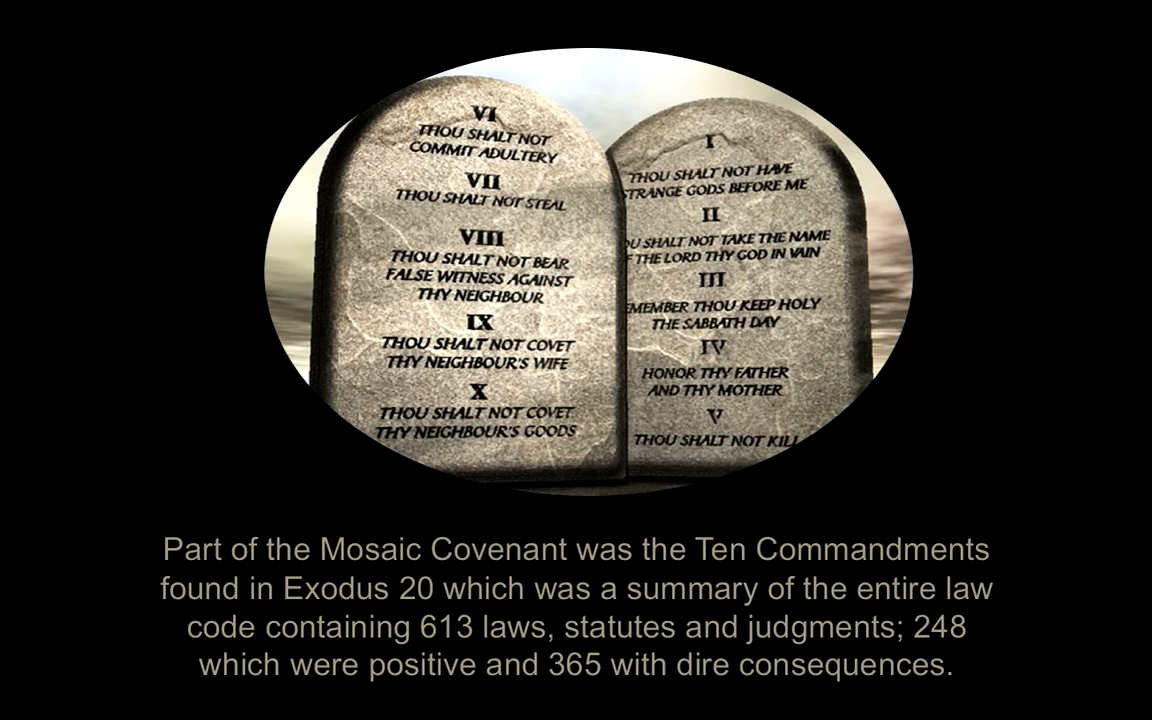 VI
THOU SHALT NOT
COMMIT ADULTERY
VII
THOU SHALT NOT STEAL
VIII
THOU SHALT NOT BEAR
FALSE WITNESS AGAINST
THY NEIGHBOUR
IX
THOU SHALT NOT COVET
THY NEIGHBOUR'S WIFE
X
THOU SHALT NOT COVET
THY NEIGHBOUR'S GOODS
I
THOU SHALT NOT HAVE
STRANGE GODS BEFORE ME
II
SHALT NOT TAKE THE NAME
THE LORD THY GOD IN VAIN
III
THOU KEEP HOLY
THE SABBATH DAY
IV
HONOR THY FATHER
AND THY MOTHER
V
THOU SHALT NOT KILL
Part of the Mosaic Covenant was the Ten Commandments
found in Exodus 20 which was a summary of the entire law
code containing 613 laws, statutes and judgments; 248
which were positive and 365 with dire consequences.